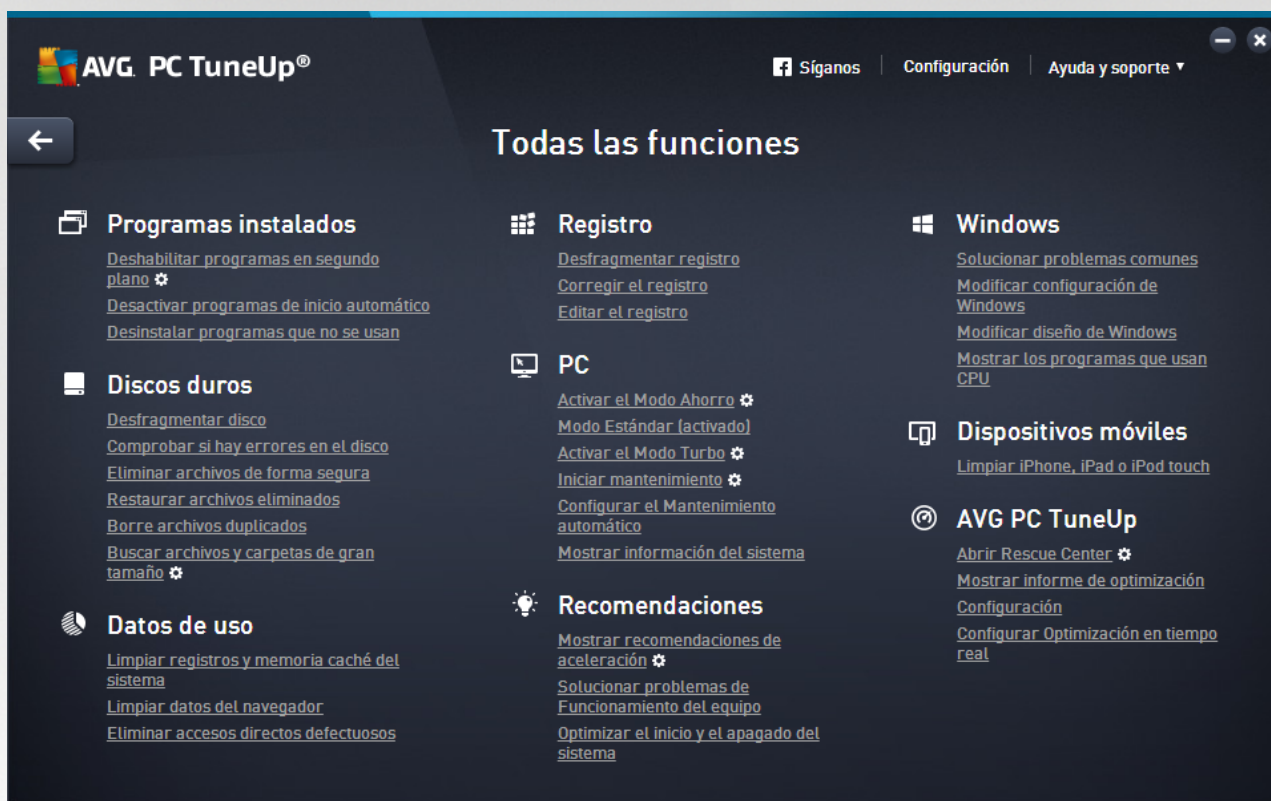 AVG. PC TuneUp®
Síganos
Configuración
Ayuda y soporte ▼
Todas las funciones
Programas instalados
Deshabilitar programas en segundo
plano
Desactivar programas de inicio automático
Desinstalar programas que no se usan
Discos duros
Desfragmentar disco
Comprobar si hay errores en el disco
Eliminar archivos de forma segura
Restaurar archivos eliminados
Borre archivos duplicados
Buscar archivos y carpetas de gran
tamaño
Datos de uso
Limpiar registros y memoria caché del
sistema
Limpiar datos del navegador
Eliminar accesos directos defectuosos
Registro
Desfragmentar registro
Corregir el registro
Editar el registro
PC
Activar el Modo Ahorro
Modo Estándar (activado)
Activar el Modo Turbo
Iniciar mantenimiento
Configurar el Mantenimiento
automático
Mostrar información del sistema
Recomendaciones
Mostrar recomendaciones de
aceleración
Solucionar problemas de
Funcionamiento del equipo
Optimizar el inicio y el apagado del
sistema
Windows
Solucionar problemas comunes
Modificar configuración de
Windows
Modificar diseño de Windows
Mostrar los programas que usan
CPU
Dispositivos móviles
Limpiar iPhone, iPad o iPod touch
AVG PC TuneUp
Abrir Rescue Center
Mostrar informe de optimización
Configuración
Configurar Optimización en tiempo
real